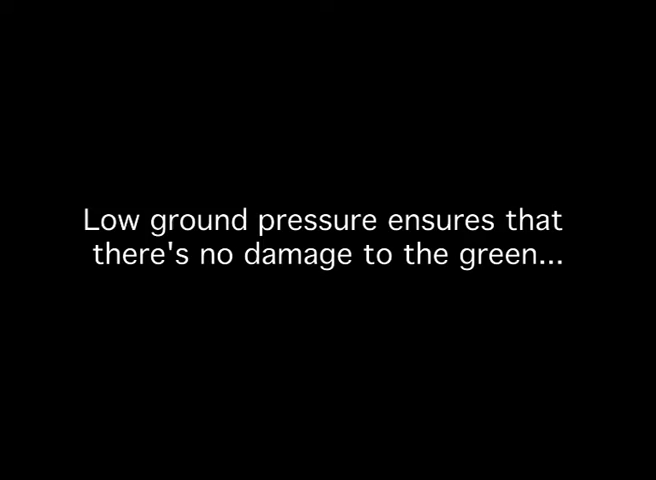 Low ground pressure ensures that
there's no damage to the green...